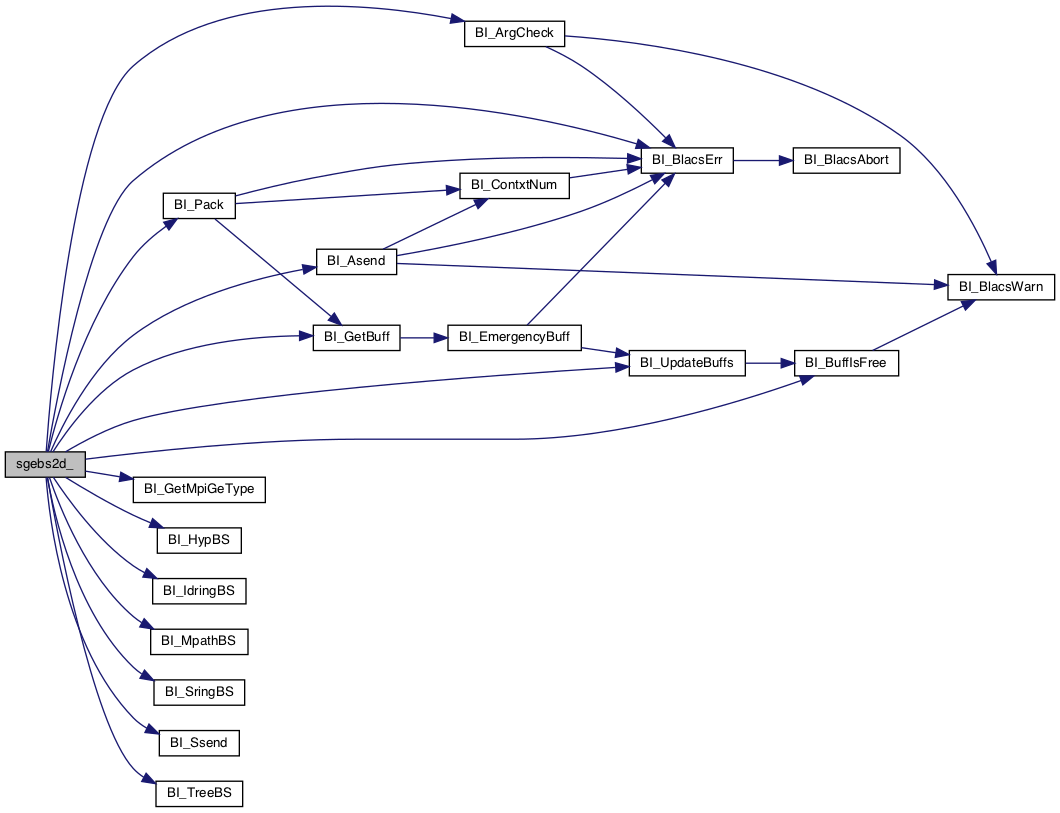 BI_ArgCheck
BI_BlacsErr
BI_BlacsAbort
BI_ContxtNum
BI_Pack
BI_Asend
BI_BlacsWarn
BI_GetBuff
BI_EmergencyBuff
BI_UpdateBuffs
BI_BuffIsFree
sgebs2d_
BI_GetMpiGeType
BI_HypBS
BI_IdringBS
BI_MpathBS
BI_SringBS
BI_Ssend
BI_TreeBS